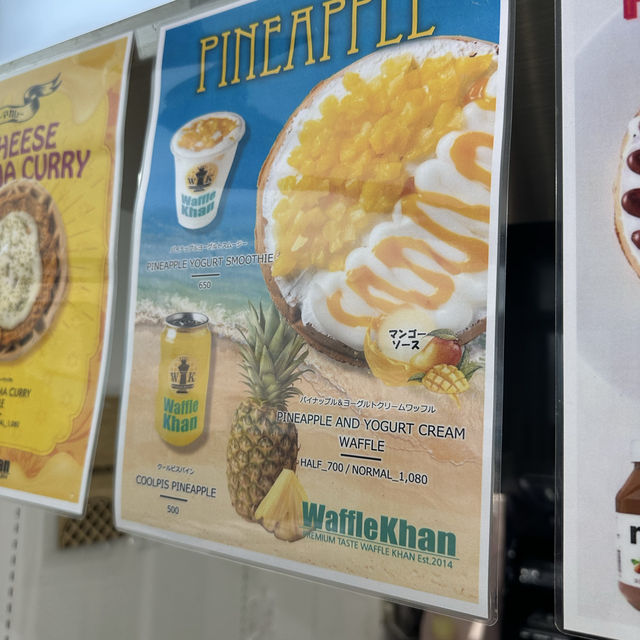 PINEAPPLE
Waffle
Khan
パイナップルヨーグルトスムージー
PINEAPPLE YOGURT SMOOTHIE
650
マンゴー
ソース
W K
Waffle
Khan
クールピスパイン
COOLPIS PINEAPPLE
500
パイナップル&ヨーグルトクリームワッフル
PINEAPPLE AND YOGURT CREAM
WAFFLE
HALF_700 / NORMAL_1,080
WaffleKhan
PREMIUM TASTE WAFFLE KHAN Est.2014
HEESE
A CURRY
CURRY